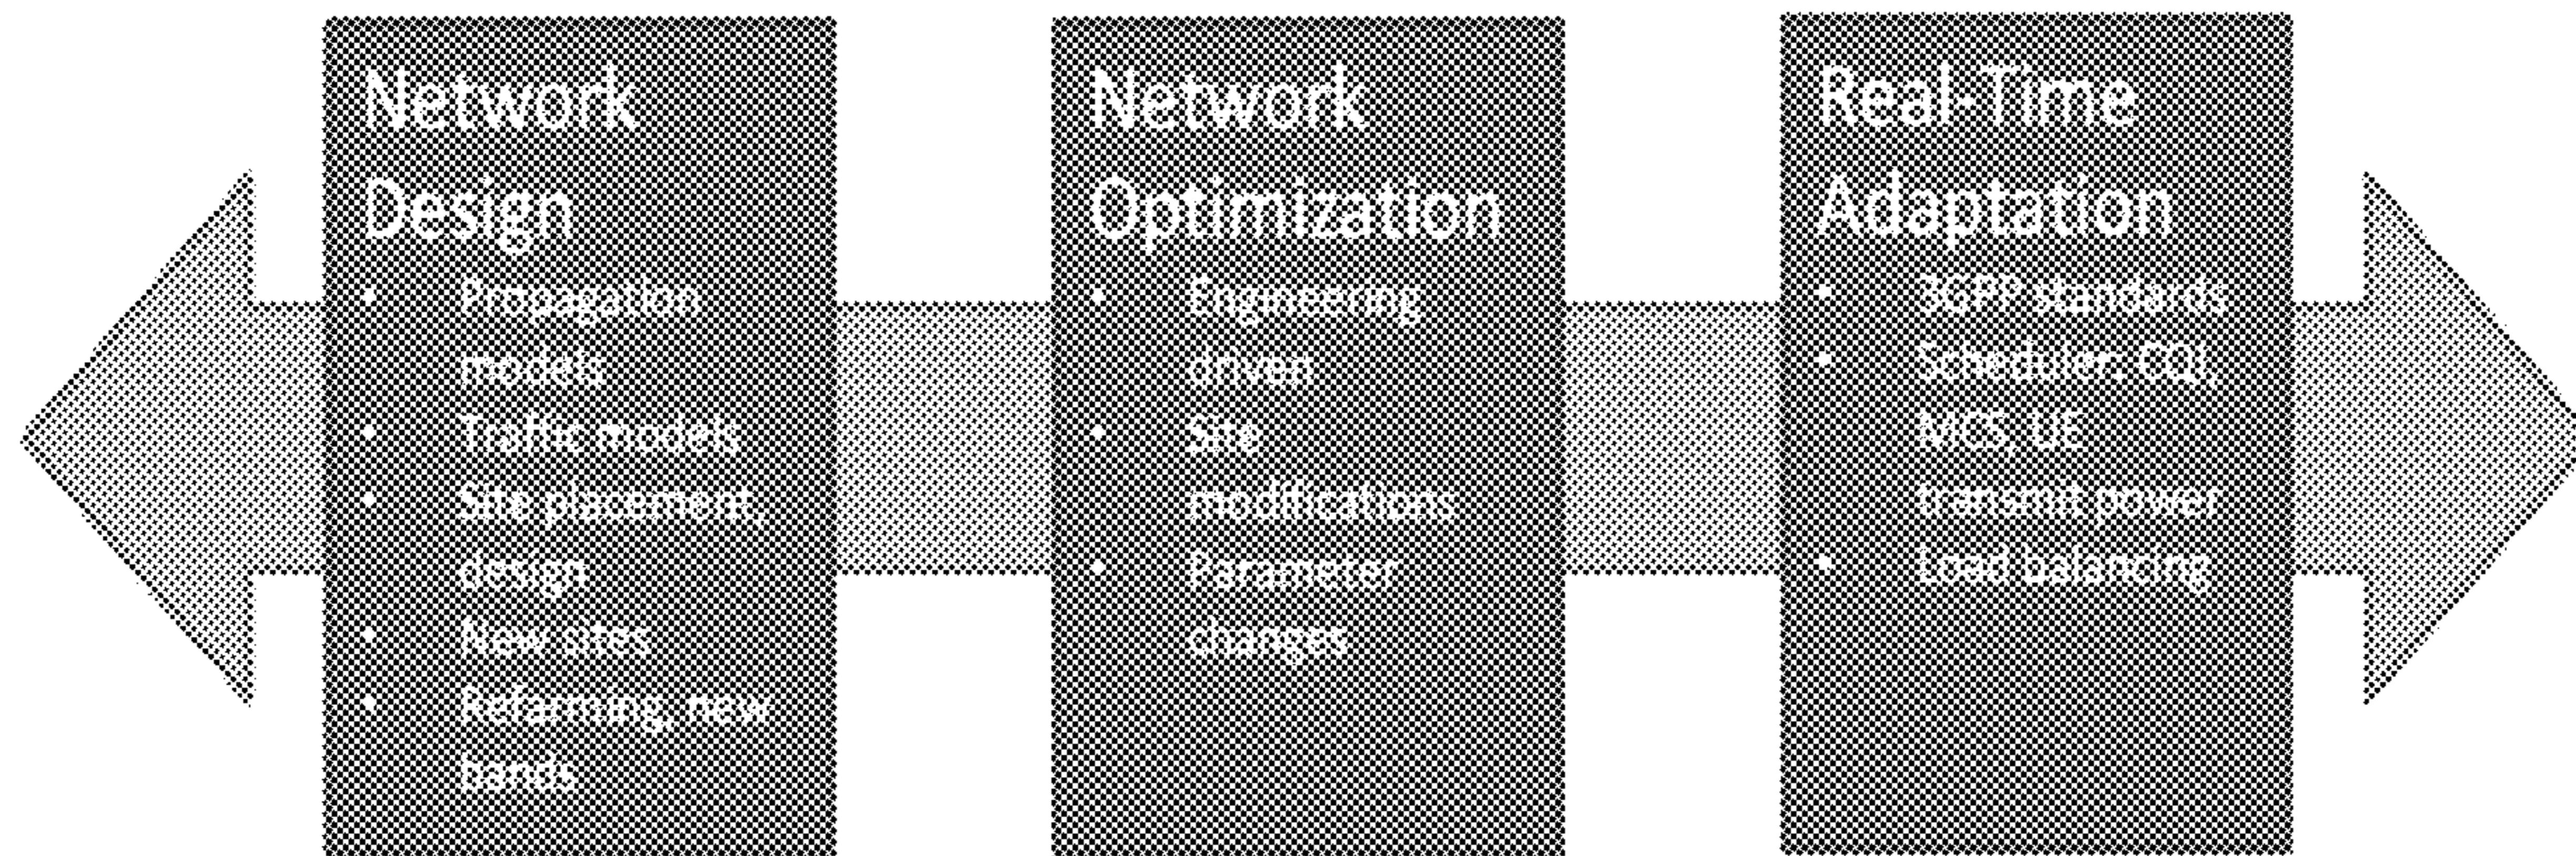 Network
Design
• Propagation
models
• Traffic models
• Site placement,
design
• New sites
• Refarming, new
bands
Network
Optimization
• Engineering
driven
• Site
modifications
• Parameter
changes
Real-Time
Adaptation
• 3GPP standards
• Scheduler: CQI,
MCS, UE
transmit power
• Load balancing